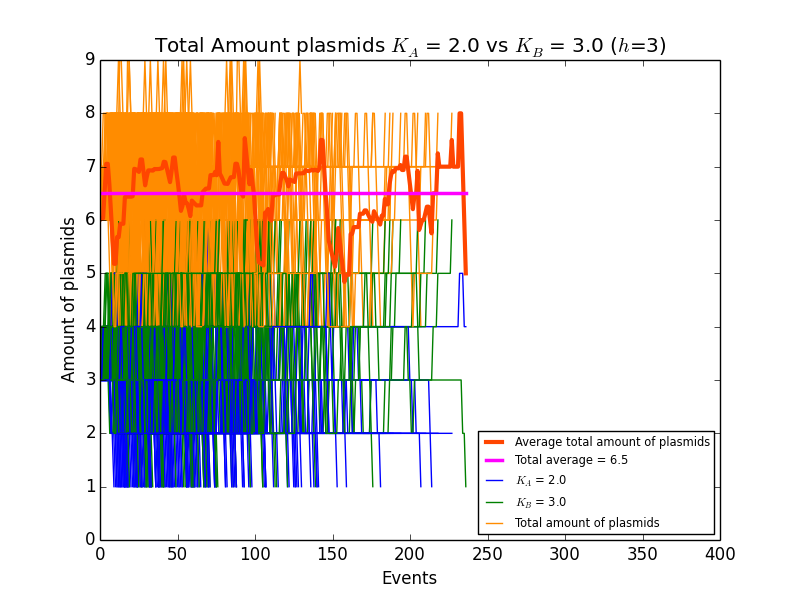 Total Amount plasmids K_A = 2.0 vs K_B = 3.0 (h=3)
9
8
7
6
5
4
3
2
1
0
Amount of plasmids
Average total amount of plasmids
Total average = 6.5
K_A = 2.0
K_B = 3.0
Total amount of plasmids
0 50 100 150 200 250 300 350 400
Events